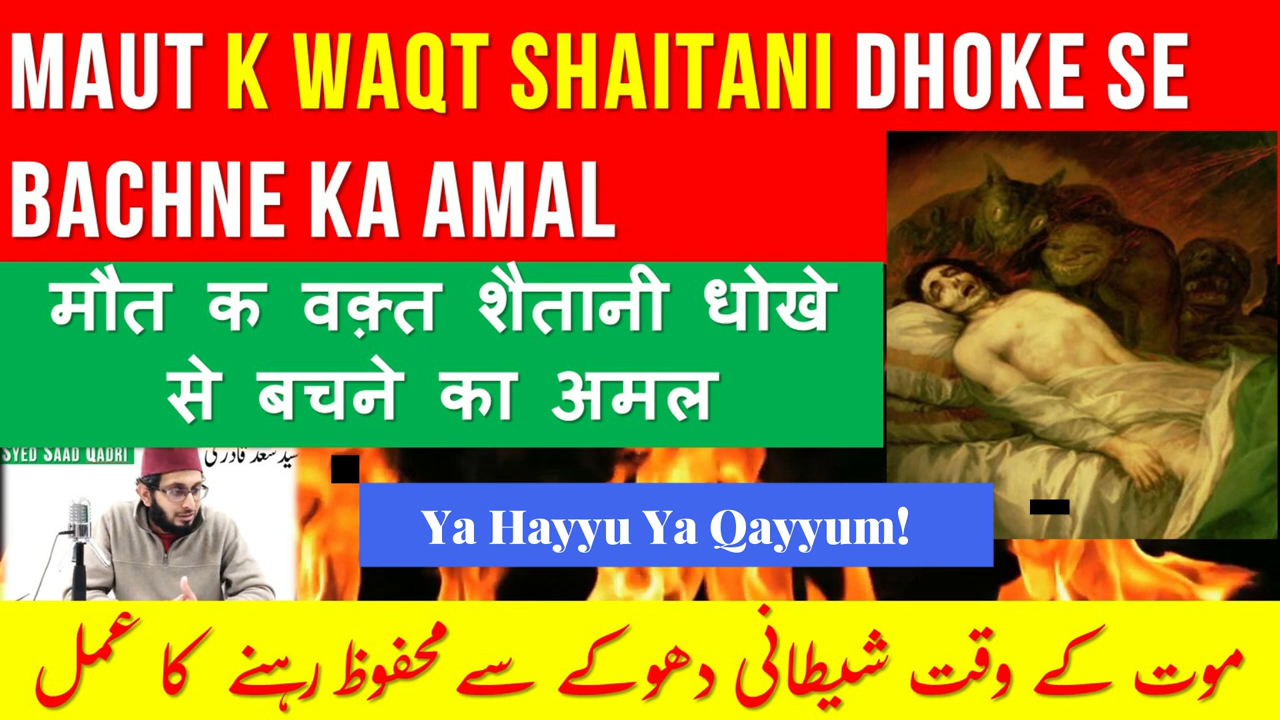 MAUT K WAQT SHAITANI DHOKE SE
BACHNE KA AMAL
मौत क वक़्त शैतानी धोखे
से बचने का अमल
SYED SAAD QADRI سید سعد قادری
Ya Hayyu Ya Qayyum!
موت کے وقت شیطانی دھوکے سے محفوظ رہنے کا عمل